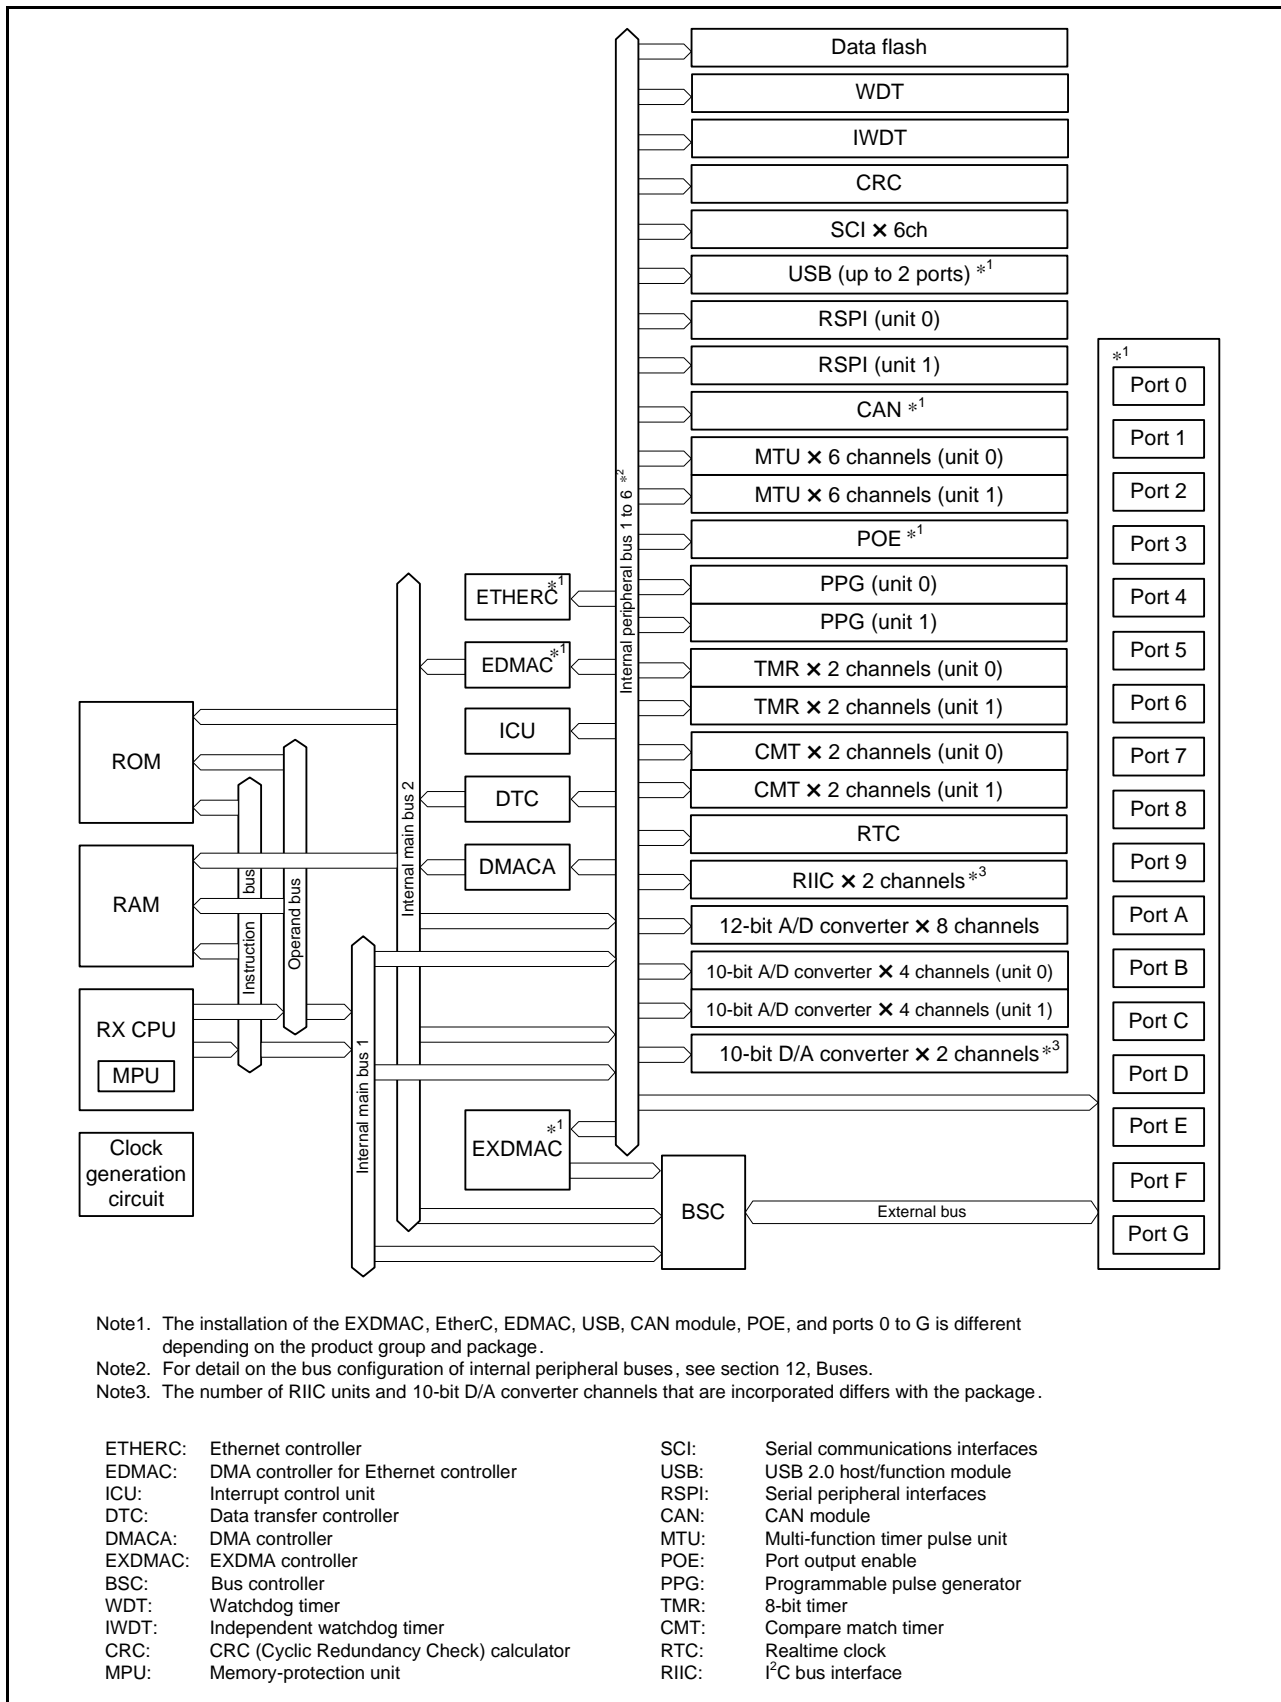 Data flash
WDT
IWDT
CRC
SCI × 6ch
USB (up to 2 ports) *1
RSPI (unit 0)
RSPI (unit 1)
CAN *1
MTU × 6 channels (unit 0)
MTU × 6 channels (unit 1)
POE *1
PPG (unit 0)
PPG (unit 1)
TMR × 2 channels (unit 0)
TMR × 2 channels (unit 1)
CMT × 2 channels (unit 0)
CMT × 2 channels (unit 1)
RTC
RIIC × 2 channels*3
12-bit A/D converter × 8 channels
10-bit A/D converter × 4 channels (unit 0)
10-bit A/D converter × 4 channels (unit 1)
10-bit D/A converter × 2 channels*3
*1
Port 0
Port 1
Port 2
Port 3
Port 4
Port 5
Port 6
Port 7
Port 8
Port 9
Port A
Port B
Port C
Port D
Port E
Port F
Port G
Internal peripheral bus 1 to 6 *2
ETHERC*1
EDMAC*1
ICU
DTC
DMACA
EXDMAC*1
Internal main bus 2
Internal main bus 1
Operand bus
Instruction bus
ROM
RAM
RX CPU
MPU
Clock
generation
circuit
BSC
External bus
Note1. The installation of the EXDMAC, EtherC, EDMAC, USB, CAN module, POE, and ports 0 to G is different
depending on the product group and package.
Note2. For detail on the bus configuration of internal peripheral buses, see section 12, Buses.
Note3. The number of RIIC units and 10-bit D/A converter channels that are incorporated differs with the package.
ETHERC: Ethernet controller
EDMAC: DMA controller for Ethernet controller
ICU: Interrupt control unit
DTC: Data transfer controller
DMACA: DMA controller
EXDMAC: EXDMA controller
BSC: Bus controller
WDT: Watchdog timer
IWDT: Independent watchdog timer
CRC: CRC (Cyclic Redundancy Check) calculator
MPU: Memory-protection unit
SCI: Serial communications interfaces
USB: USB 2.0 host/function module
RSPI: Serial peripheral interfaces
CAN: CAN module
MTU: Multi-function timer pulse unit
POE: Port output enable
PPG: Programmable pulse generator
TMR: 8-bit timer
CMT: Compare match timer
RTC: Realtime clock
RIIC: I2C bus interface